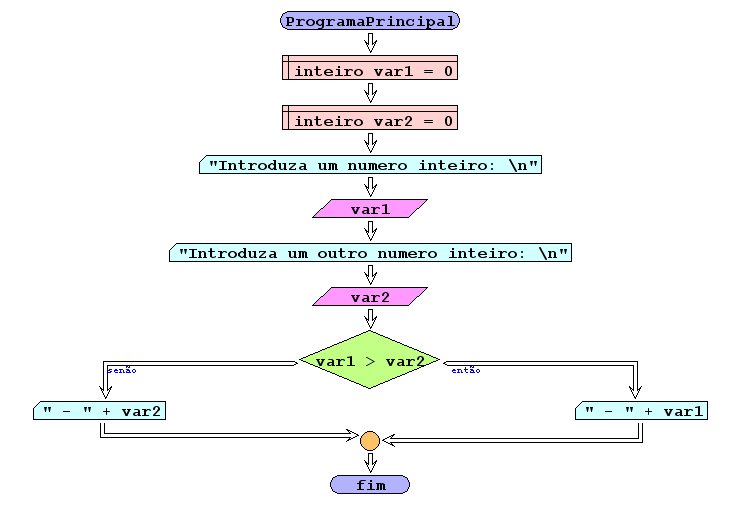 ProgramaPrincipal
inteiro var1 = 0
inteiro var2 = 0
"Introduza um numero inteiro: \n"
var1
"Introduza um outro numero inteiro: \n"
var2
var1 > var2
senão
então
" - " + var2
" - " + var1
fim